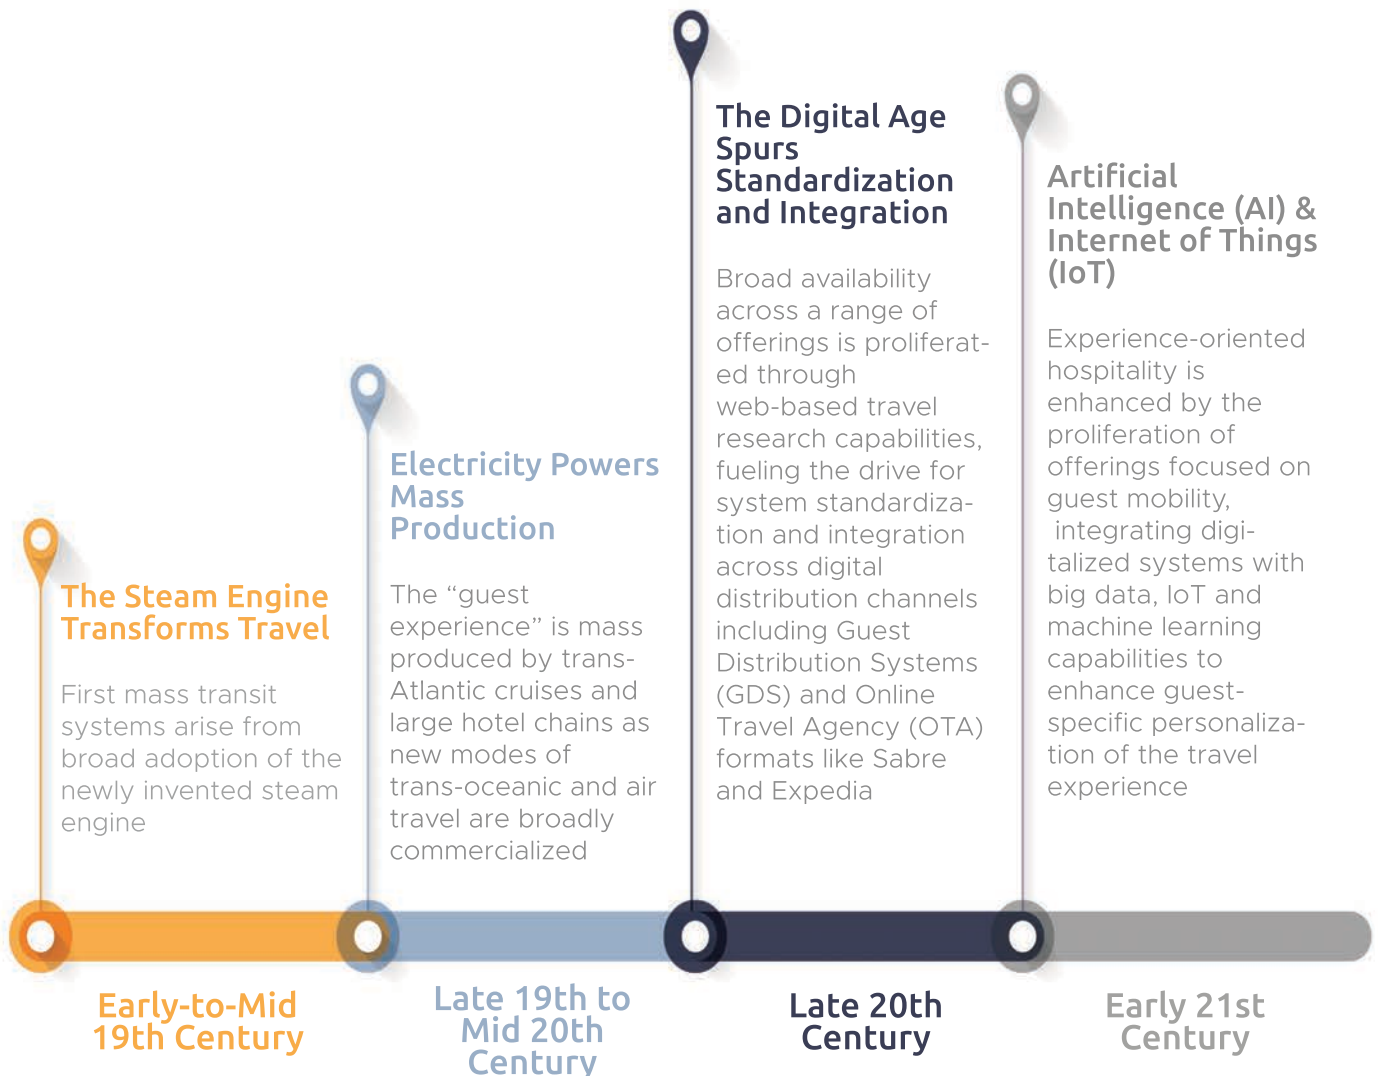 The Steam Engine
Transforms Travel
First mass transit
systems arise from
broad adoption of the
newly invented steam
engine
Early-to-Mid
19th Century
Electricity Powers
Mass
Production
The “guest
experience” is mass
produced by trans-
Atlantic cruises and
large hotel chains as
new modes of
trans-oceanic and air
travel are broadly
commercialized
Late 19th to
Mid 20th
Century
The Digital Age
Spurs
Standardization
and Integration
Broad availability
across a range of
offerings is proliferat-
ed through
web-based travel
research capabilities,
fueling the drive for
system standardiza-
tion and integration
across digital
distribution channels
including Guest
Distribution Systems
(GDS) and Online
Travel Agency (OTA)
formats like Sabre
and Expedia
Late 20th
Century
Artificial
Intelligence (AI) &
Internet of Things
(IoT)
Experience-oriented
hospitality is
enhanced by the
proliferation of
offerings focused on
guest mobility,
integrating digi-
talized systems with
big data, IoT and
machine learning
capabilities to
enhance guest-
specific personaliza-
tion of the travel
experience
Early 21st
Century